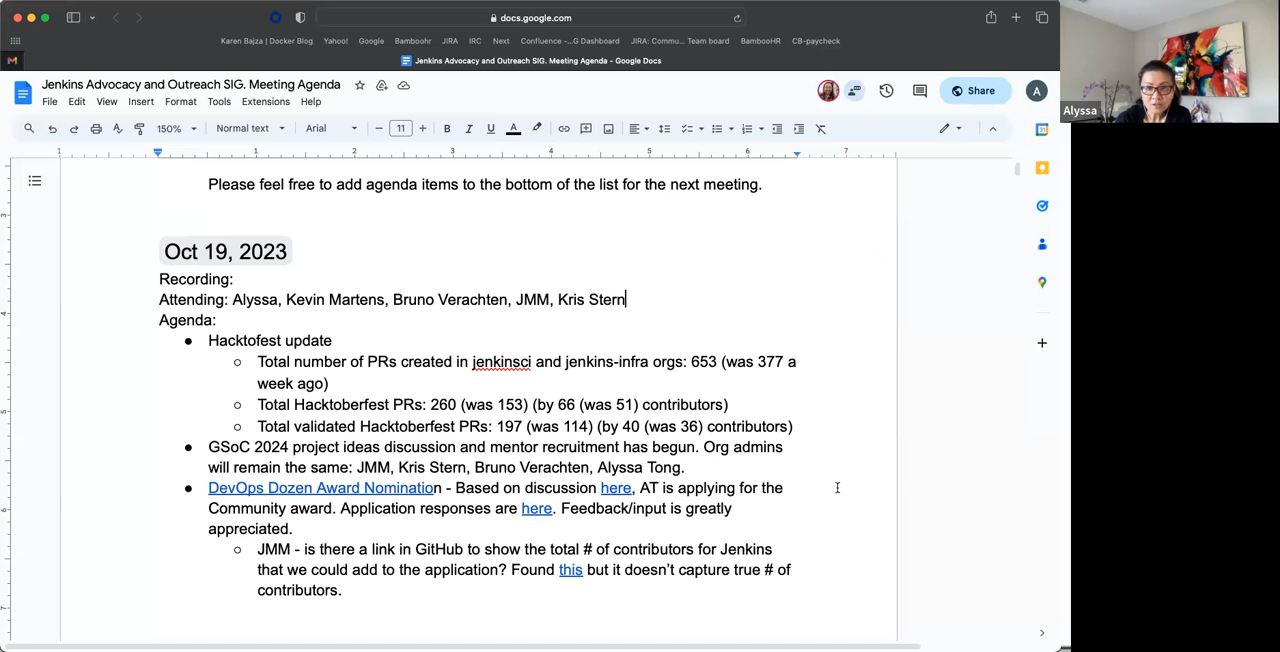 docs.google.com
Karen Bajza | Docker Blog Yahoo! Google Bamboohr JIRA IRC Next Confluence -...G Dashboard JIRA: Commu... Team board BambooHR CB-paycheck
Jenkins Advocacy and Outreach SIG. Meeting Agenda - Google Docs
Jenkins Advocacy and Outreach SIG. Meeting Agenda
Share
A
Alyssa
File Edit View Insert Format Tools Extensions Help
150% Normal text Arial 11 B I U A
1 1 2 3 4 5 6 7
Please feel free to add agenda items to the bottom of the list for the next meeting.
Oct 19, 2023
Recording:
Attending: Alyssa, Kevin Martens, Bruno Verachten, JMM, Kris Stern
Agenda:
Hacktofest update
Total number of PRs created in jenkinsci and jenkins-infra orgs: 653 (was 377 a
week ago)
Total Hacktoberfest PRs: 260 (was 153) (by 66 (was 51) contributors)
Total validated Hacktoberfest PRs: 197 (was 114) (by 40 (was 36) contributors)
GSoC 2024 project ideas discussion and mentor recruitment has begun. Org admins
will remain the same: JMM, Kris Stern, Bruno Verachten, Alyssa Tong.
DevOps Dozen Award Nomination - Based on discussion here, AT is applying for the
Community award. Application responses are here. Feedback/input is greatly
appreciated.
JMM - is there a link in GitHub to show the total # of contributors for Jenkins
that we could add to the application? Found this but it doesn't capture true # of
contributors.